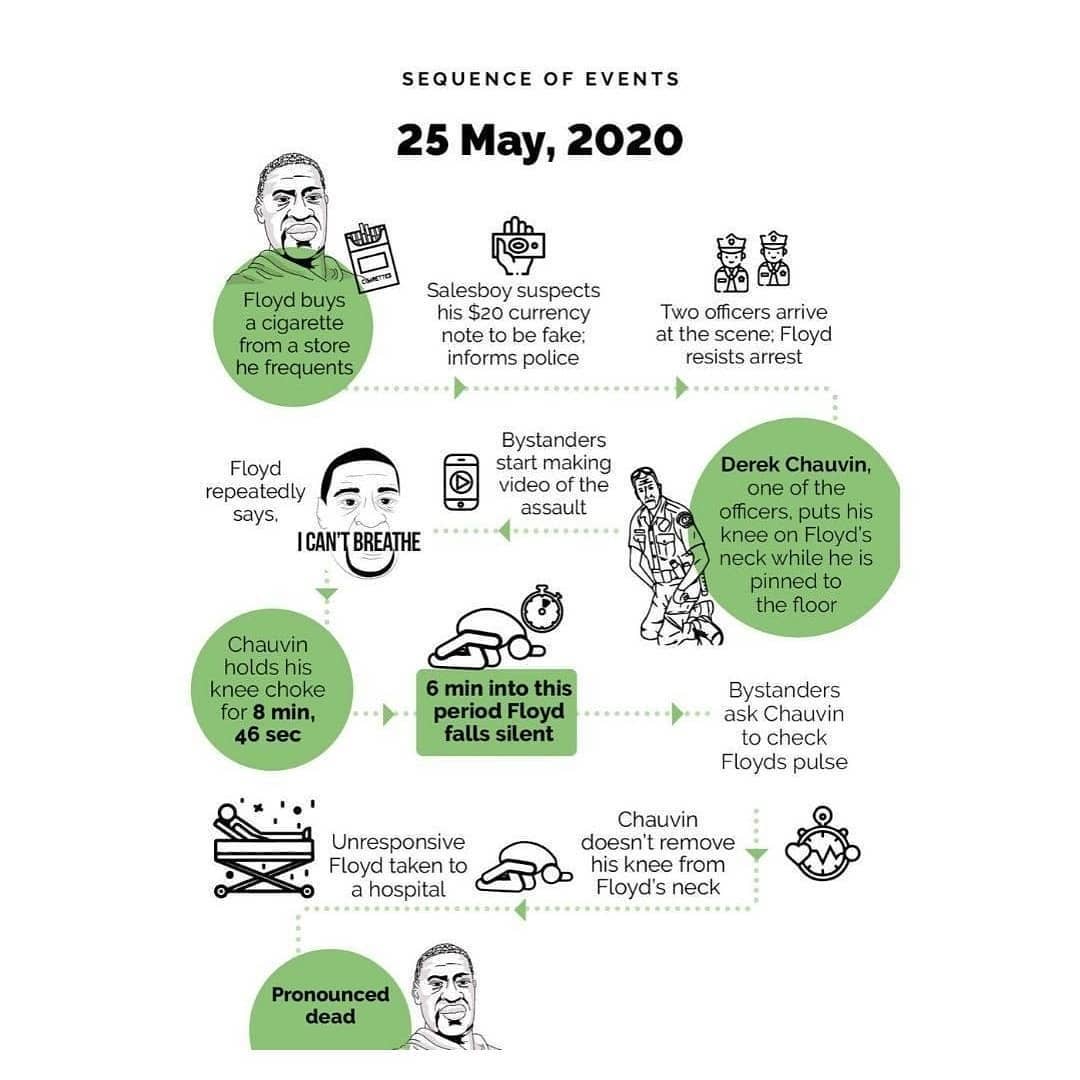 SEQUENCE OF EVENTS
25 May, 2020
Floyd buys
a cigarette
from a store
he frequents
Salesboy suspects
his $20 currency
note to be fake;
informs police
Two officers arrive
at the scene; Floyd
resists arrest
Derek Chauvin,
one of the
officers, puts his
knee on Floyd's
neck while he is
pinned to
the floor
Bystanders
start making
video of the
assault
Floyd
repeatedly
says,
I CAN'T BREATHE
Chauvin
holds his
knee choke
for 8 min,
46 sec
6 min into this
period Floyd
falls silent
Bystanders
ask Chauvin
to check
Floyds pulse
Chauvin
doesn't remove
his knee from
Floyd's neck
Unresponsive
Floyd taken to
a hospital
Pronounced
dead